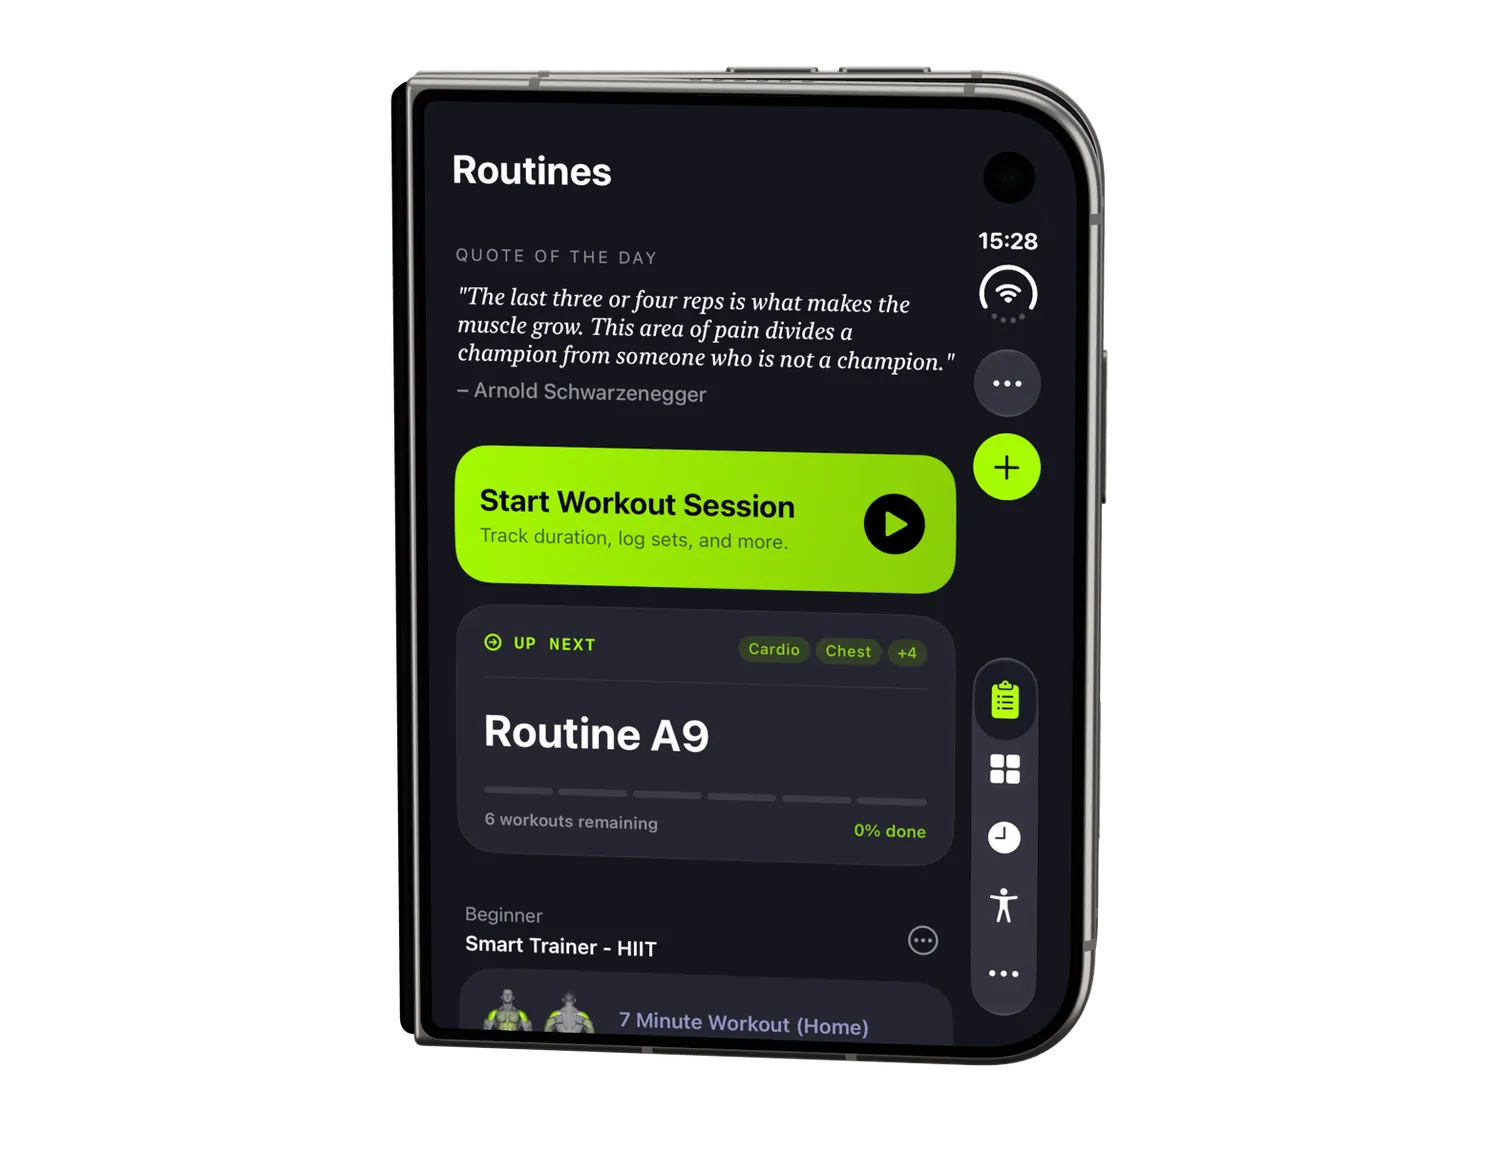 Routines
15:28
QUOTE OF THE DAY
"The last three or four reps is what makes the
muscle grow. This area of pain divides a
champion from someone who is not a champion."
– Arnold Schwarzenegger
Start Workout Session
Track duration, log sets, and more.
UP NEXT
Cardio
Chest
+4
Routine A9
6 workouts remaining
0% done
Beginner
Smart Trainer - HIIT
7 Minute Workout (Home)